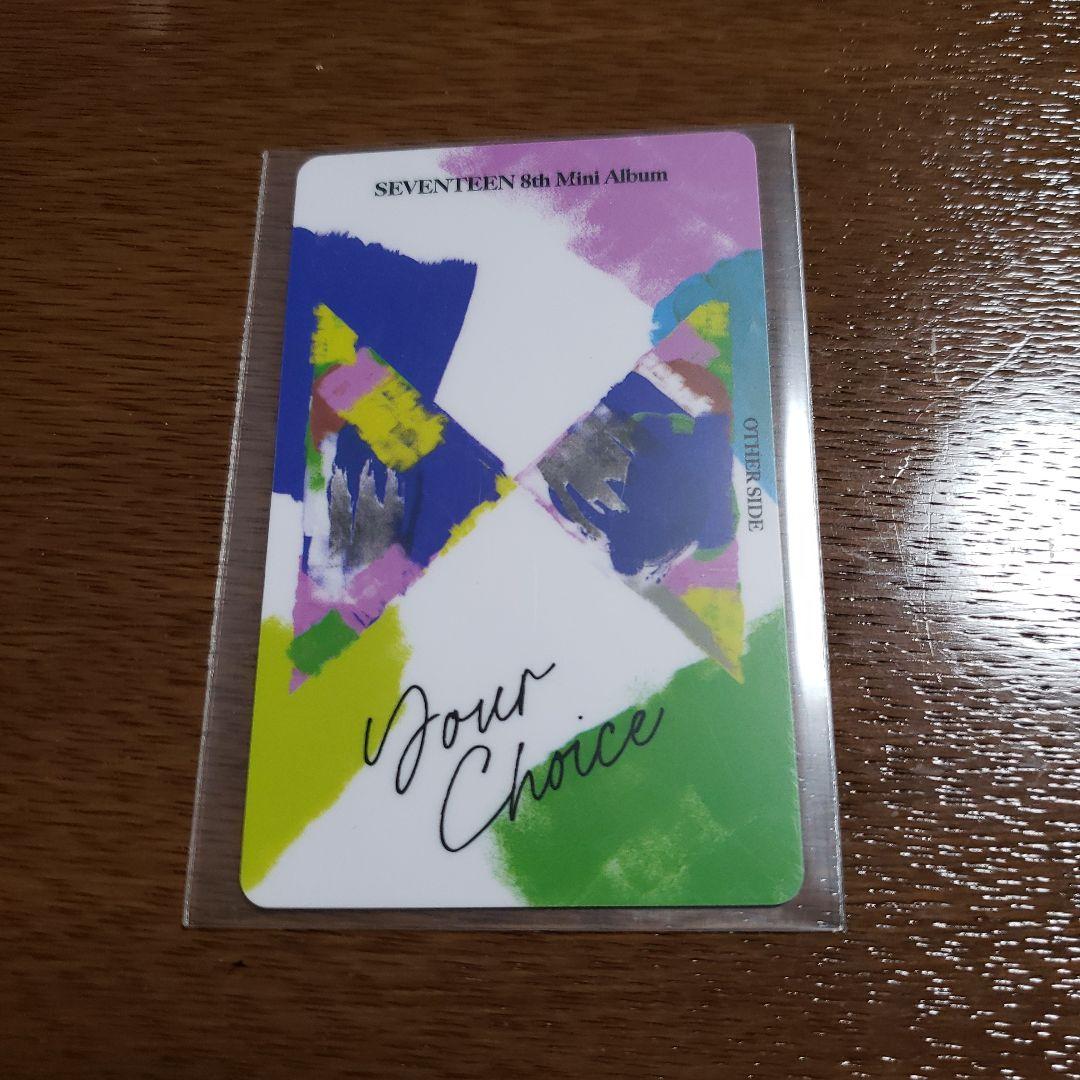 SEVENTEEN 8th Mini Album
OTHER SIDE
Your
Choice